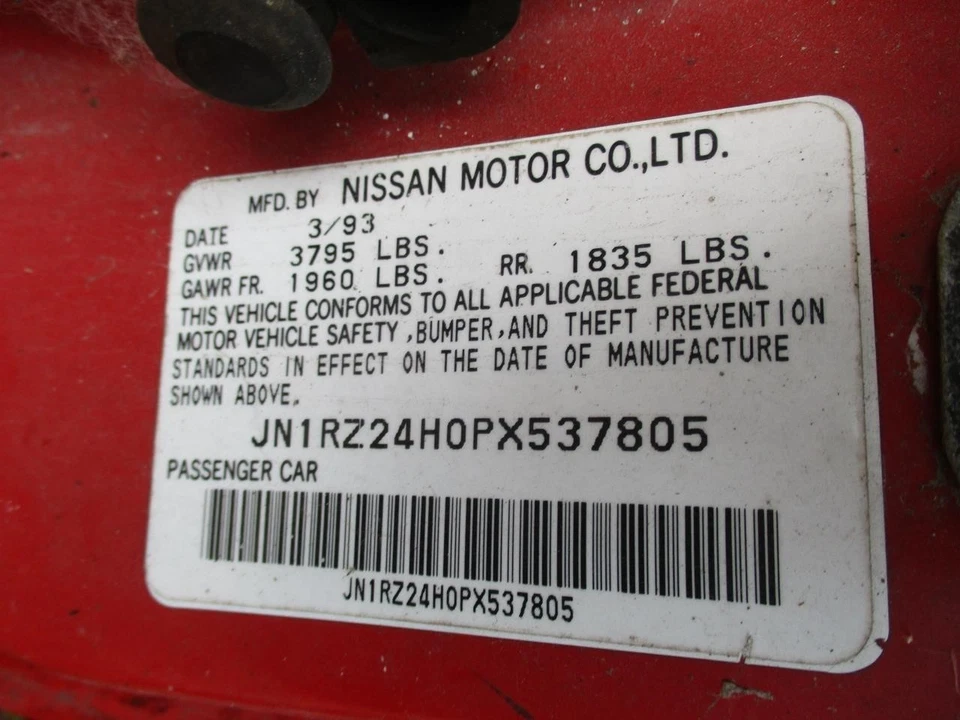 MFD. BY NISSAN MOTOR CO.,LTD.
DATE 3/93
GVWR 3795 LBS.
GAWR FR. 1960 LBS. RR. 1835 LBS.
THIS VEHICLE CONFORMS TO ALL APPLICABLE FEDERAL
MOTOR VEHICLE SAFETY ,BUMPER,AND THEFT PREVENTION
STANDARDS IN EFFECT ON THE DATE OF MANUFACTURE
SHOWN ABOVE.
JN1RZ24H0PX537805
PASSENGER CAR
JN1RZ24H0PX537805